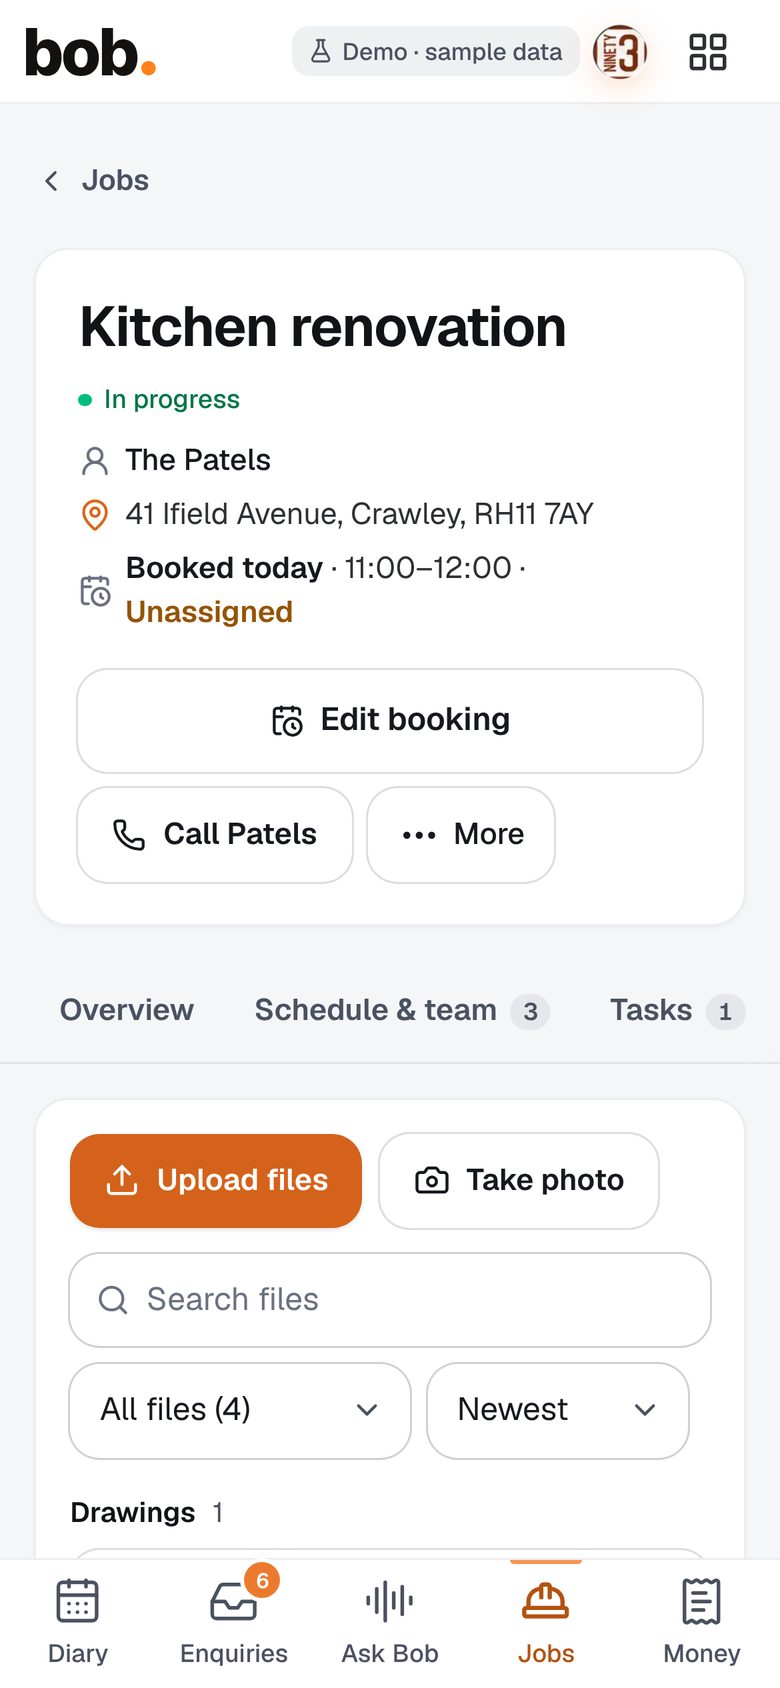 bob.
Demo · sample data
NINETY 3
Jobs
Kitchen renovation
In progress
The Patels
41 Ifield Avenue, Crawley, RH11 7AY
Booked today · 11:00–12:00 ·
Unassigned
Edit booking
Call Patels
More
Overview
Schedule & team 3
Tasks 1
Upload files
Take photo
Search files
All files (4)
Newest
Drawings 1
6
Diary
Enquiries
Ask Bob
Jobs
Money